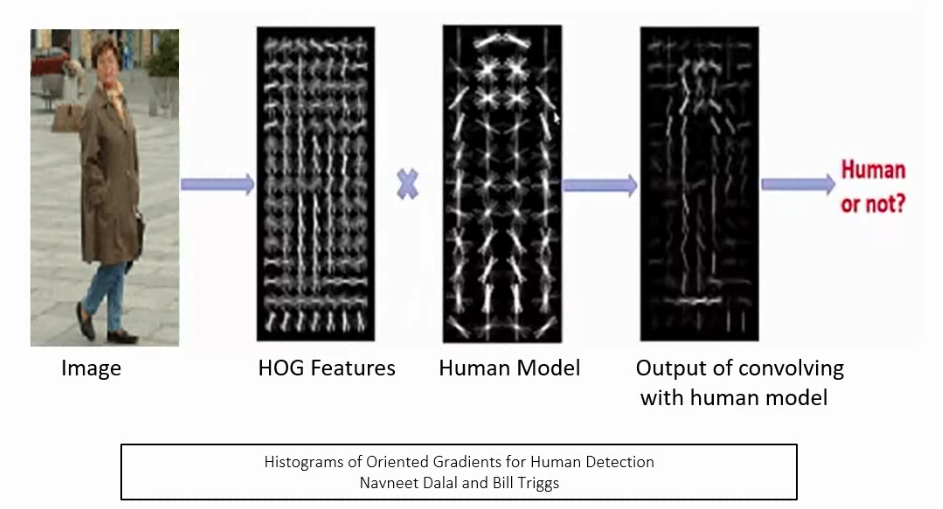 Human
or not?
Image
HOG Features
Human Model
Output of convolving
with human model
Histograms of Oriented Gradients for Human Detection
Navneet Dalal and Bill Triggs